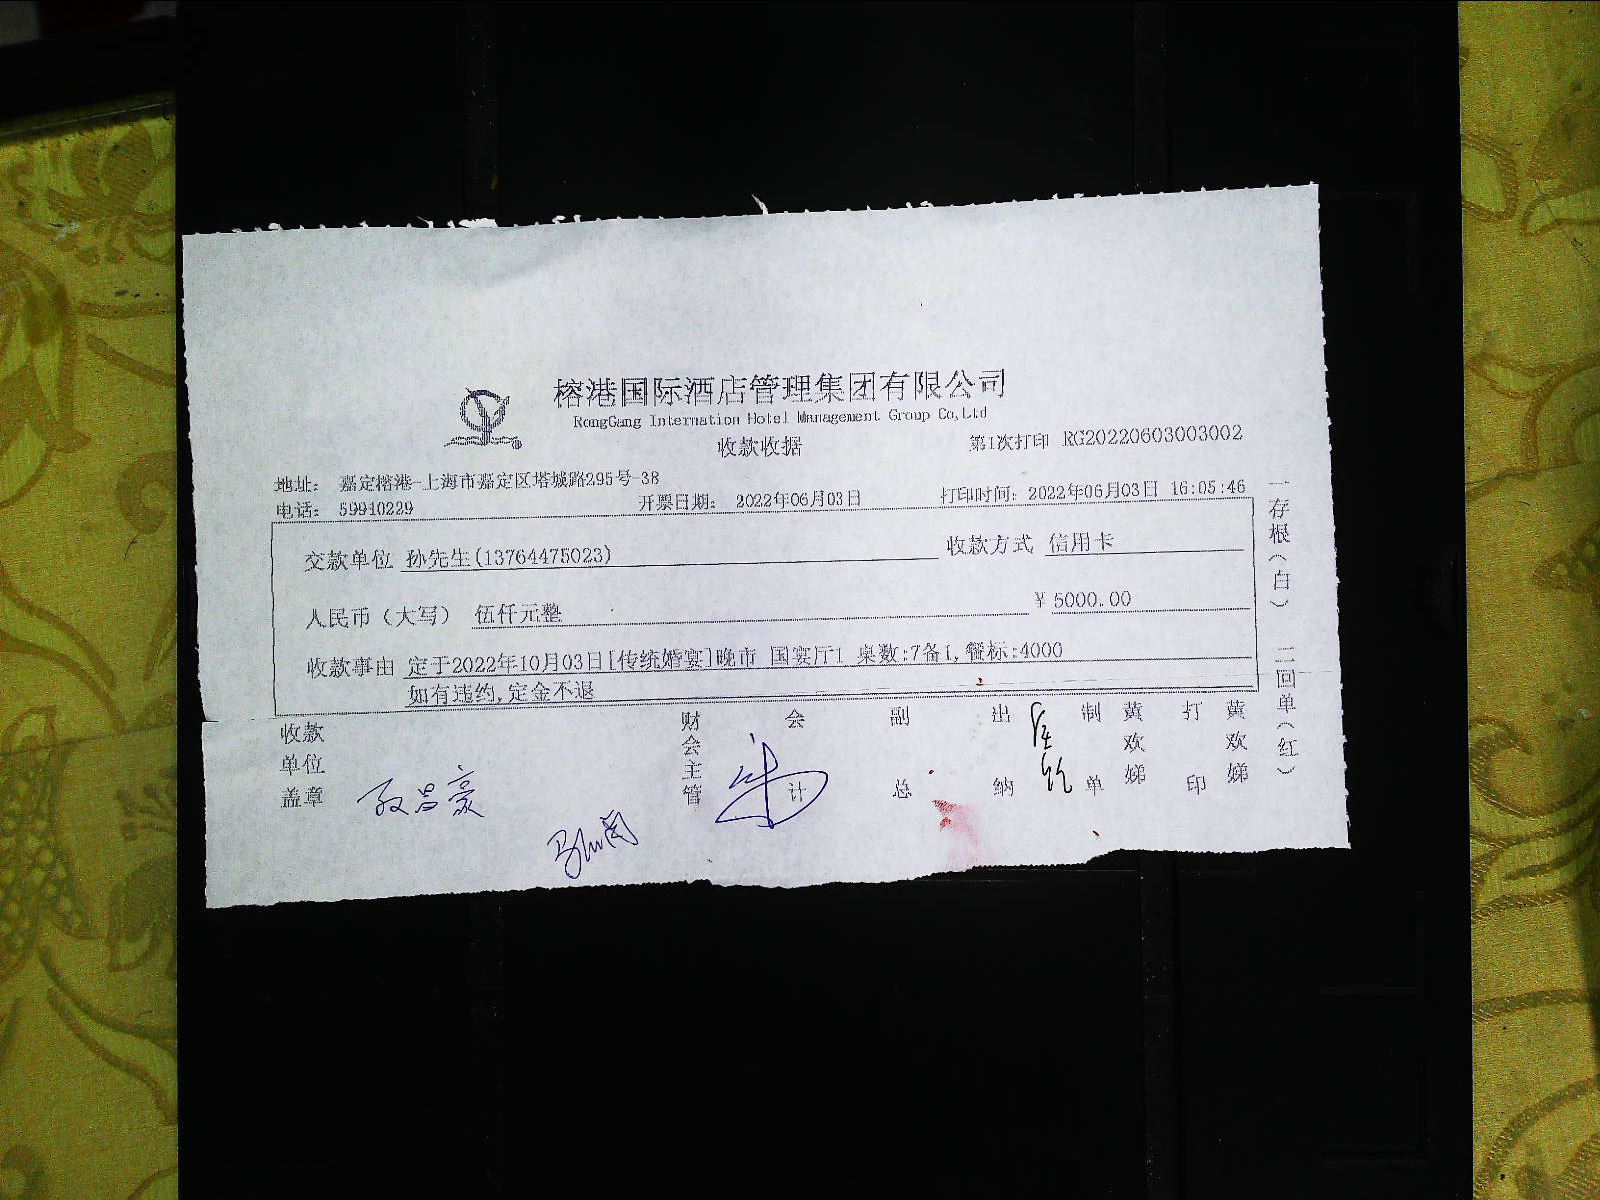 榕港国际酒店管理集团有限公司
RongGang Internation Hotel Management Group Co,Ltd
收款收据
第1次打印 RG20220603003002
地址： 嘉定榕港-上海市嘉定区塔城路295号-38
电话： 59910229
开票日期： 2022年06月03日
打印时间：2022年06月03日 16:05:46
交款单位 孙先生(13764475023)
收款方式 信用卡
人民币（大写） 伍仟元整
¥ 5000.00
收款事由 定于2022年10月03日[传统婚宴]晚市 国宴厅1 桌数:7备1,餐标:4000
如有违约,定金不退
收款单位盖章
财会主管
会计
副总
出纳
制单 黄欢娣
打印 黄欢娣
一存根（白） 二回单（红）